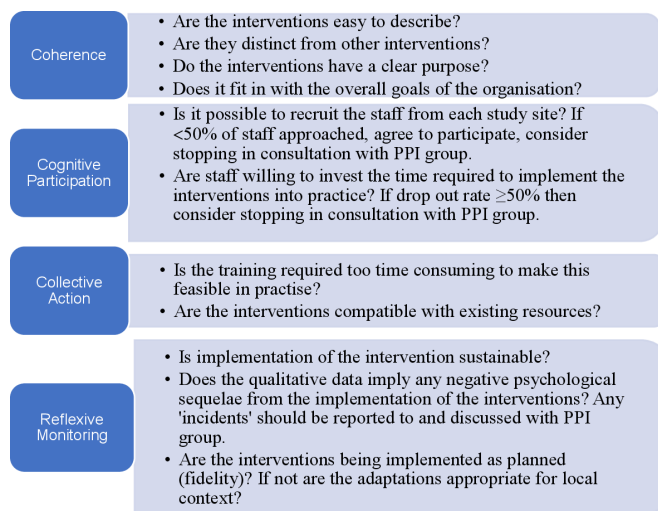 Coherence
• Are the interventions easy to describe?
• Are they distinct from other interventions?
• Do the interventions have a clear purpose?
• Does it fit in with the overall goals of the organisation?
Cognitive
Participation
• Is it possible to recruit the staff from each study site? If
<50% of staff approached, agree to participate, consider
stopping in consultation with PPI group.
• Are staff willing to invest the time required to implement the
interventions into practice? If drop out rate ≥50% then
consider stopping in consultation with PPI group.
Collective
Action
• Is the training required too time consuming to make this
feasible in practise?
• Are the interventions compatible with existing resources?
Reflexive
Monitoring
• Is implementation of the intervention sustainable?
• Does the qualitative data imply any negative psychological
sequelae from the implementation of the interventions? Any
'incidents' should be reported to and discussed with PPI
group.
• Are the interventions being implemented as planned
(fidelity)? If not are the adaptations appropriate for local
context?